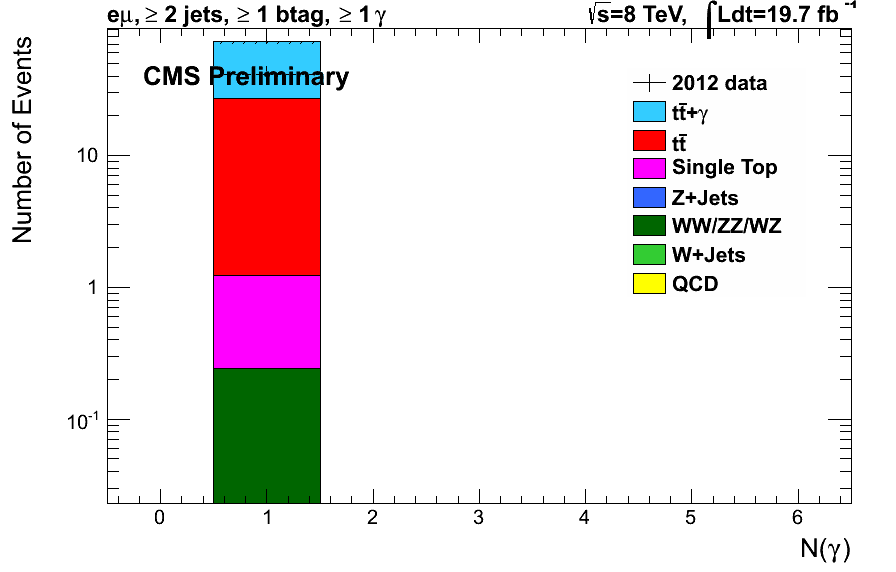 eμ, ≥ 2 jets, ≥ 1 btag, ≥ 1 γ
√s=8 TeV, ∫Ldt=19.7 fb⁻¹
Number of Events
CMS Preliminary
2012 data
tt̄+γ
tt̄
Single Top
Z+Jets
WW/ZZ/WZ
W+Jets
QCD
10
1
10⁻¹
0 1 2 3 4 5 6
N(γ)